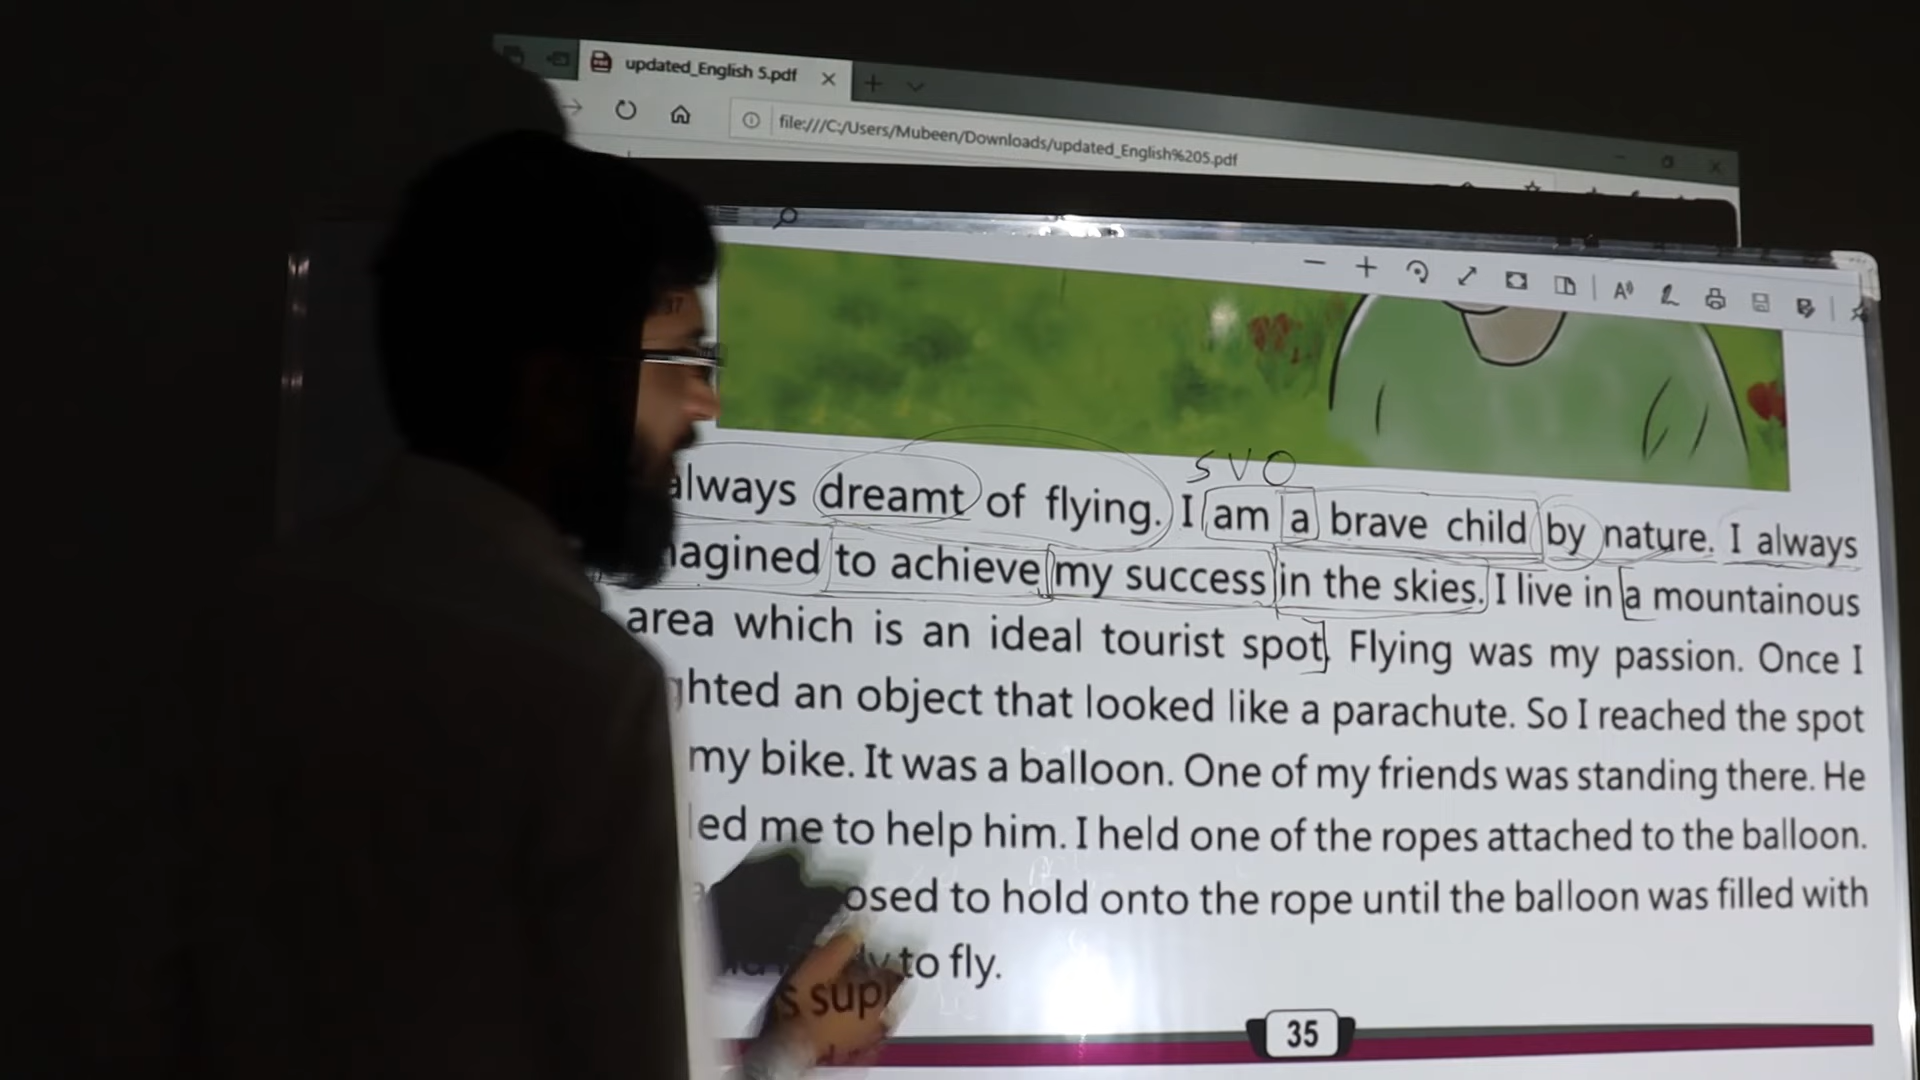 updated_English 5.pdf
file:///C:/Users/Mubeen/Downloads/updated_English%205.pdf
SVO
always dreamt of flying. I am a brave child by nature. I always
magined to achieve my success in the skies. I live in a mountainous
area which is an ideal tourist spot. Flying was my passion. Once I
ghted an object that looked like a parachute. So I reached the spot
my bike. It was a balloon. One of my friends was standing there. He
led me to help him. I held one of the ropes attached to the balloon.
osed to hold onto the rope until the balloon was filled with
to fly.
s sup
35